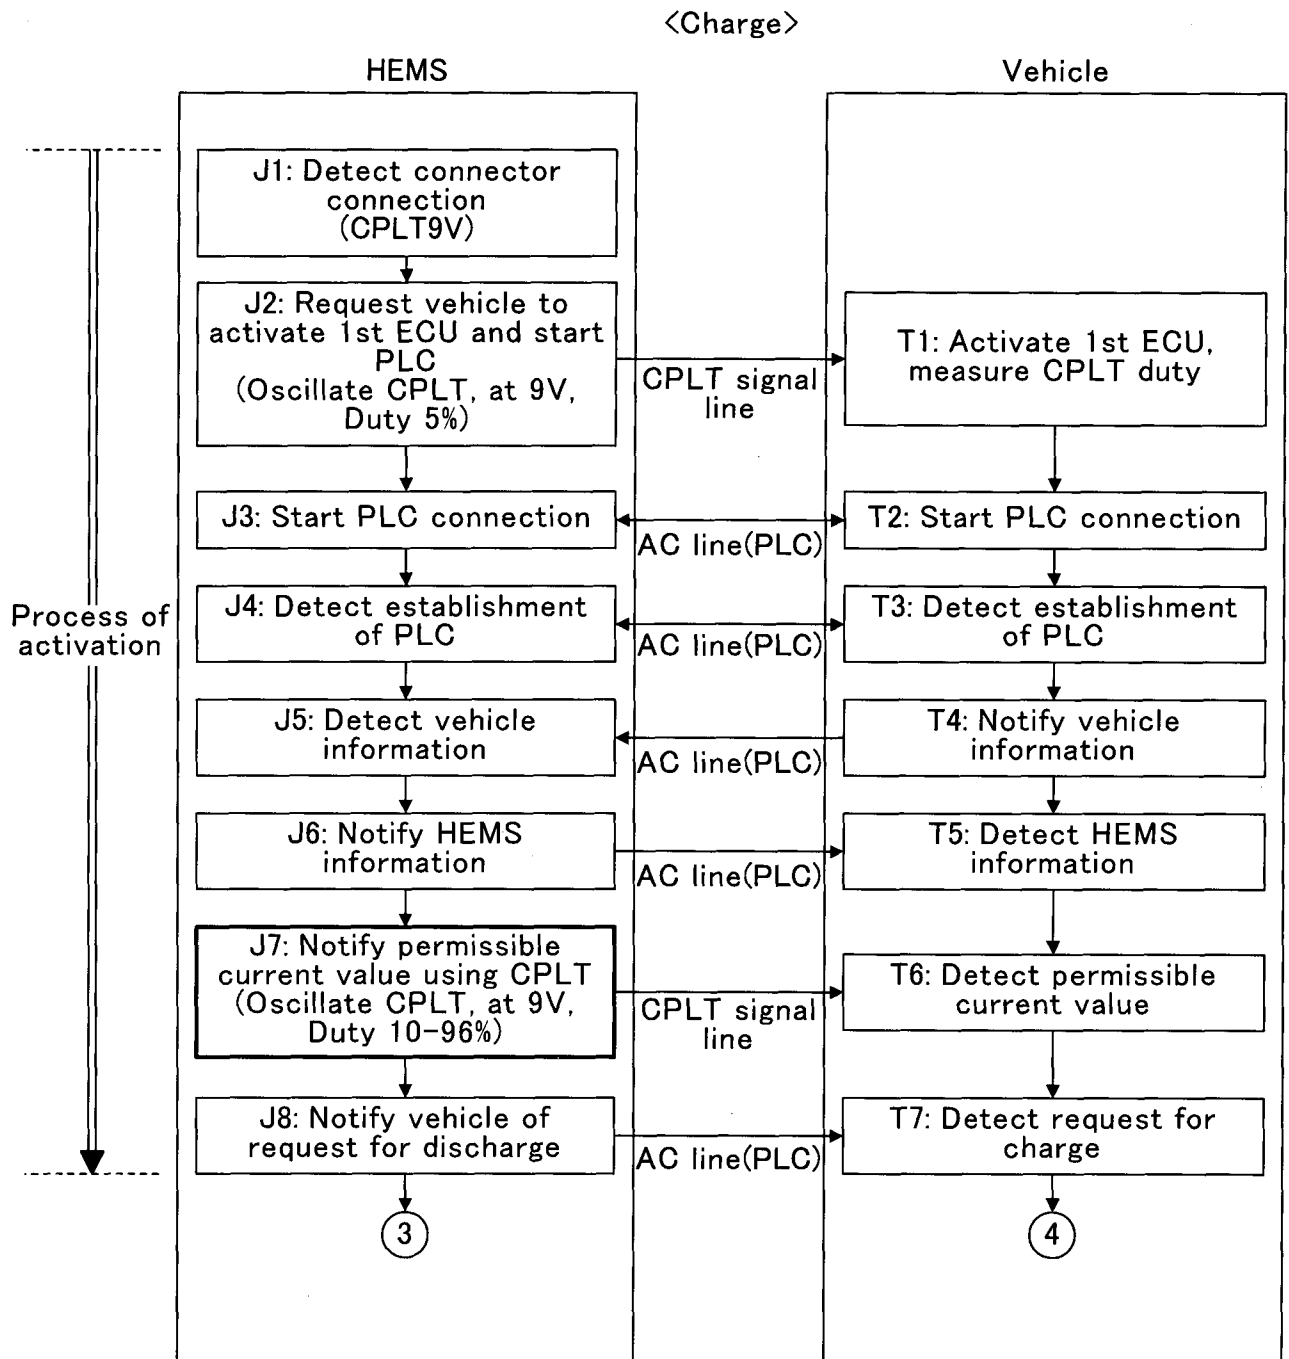 <Charge>
HEMS
Vehicle
Process of
activation
J1: Detect connector
connection
(CPLT9V)
J2: Request vehicle to
activate 1st ECU and start
PLC
(Oscillate CPLT, at 9V,
Duty 5%)
CPLT signal
line
T1: Activate 1st ECU,
measure CPLT duty
J3: Start PLC connection
AC line(PLC)
T2: Start PLC connection
J4: Detect establishment
of PLC
AC line(PLC)
T3: Detect establishment
of PLC
J5: Detect vehicle
information
AC line(PLC)
T4: Notify vehicle
information
J6: Notify HEMS
information
AC line(PLC)
T5: Detect HEMS
information
J7: Notify permissible
current value using CPLT
(Oscillate CPLT, at 9V,
Duty 10-96%)
CPLT signal
line
T6: Detect permissible
current value
J8: Notify vehicle of
request for discharge
AC line(PLC)
T7: Detect request for
charge
3
4